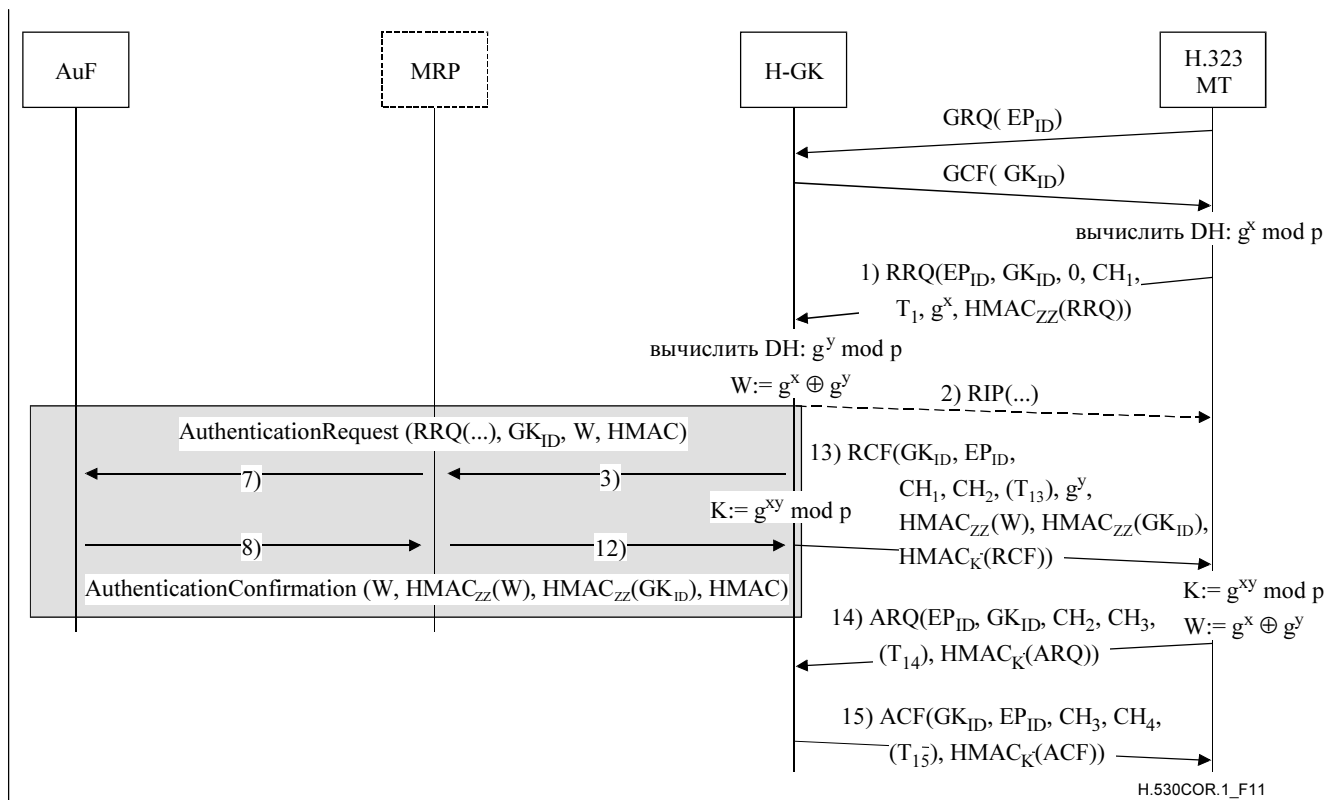 AuF
MRP
H-GK
H.323
MT
GRQ( EP_ID)
GCF( GK_ID)
вычислить DH: g^x mod p
1) RRQ(EP_ID, GK_ID, 0, CH_1,
T_1, g^x, HMAC_ZZ(RRQ))
вычислить DH: g^y mod p
W:= g^x ⊕ g^y
2) RIP(...)
AuthenticationRequest (RRQ(...), GK_ID, W, HMAC)
7)
3)
13) RCF(GK_ID, EP_ID,
CH_1, CH_2, (T_13), g^y,
HMAC_ZZ(W), HMAC_ZZ(GK_ID),
HMAC_K(RCF))
K:= g^xy mod p
8)
12)
AuthenticationConfirmation (W, HMAC_ZZ(W), HMAC_ZZ(GK_ID), HMAC)
K:= g^xy mod p
W:= g^x ⊕ g^y
14) ARQ(EP_ID, GK_ID, CH_2, CH_3,
(T_14), HMAC_K(ARQ))
15) ACF(GK_ID, EP_ID, CH_3, CH_4,
(T_15), HMAC_K(ACF))
H.530COR.1_F11